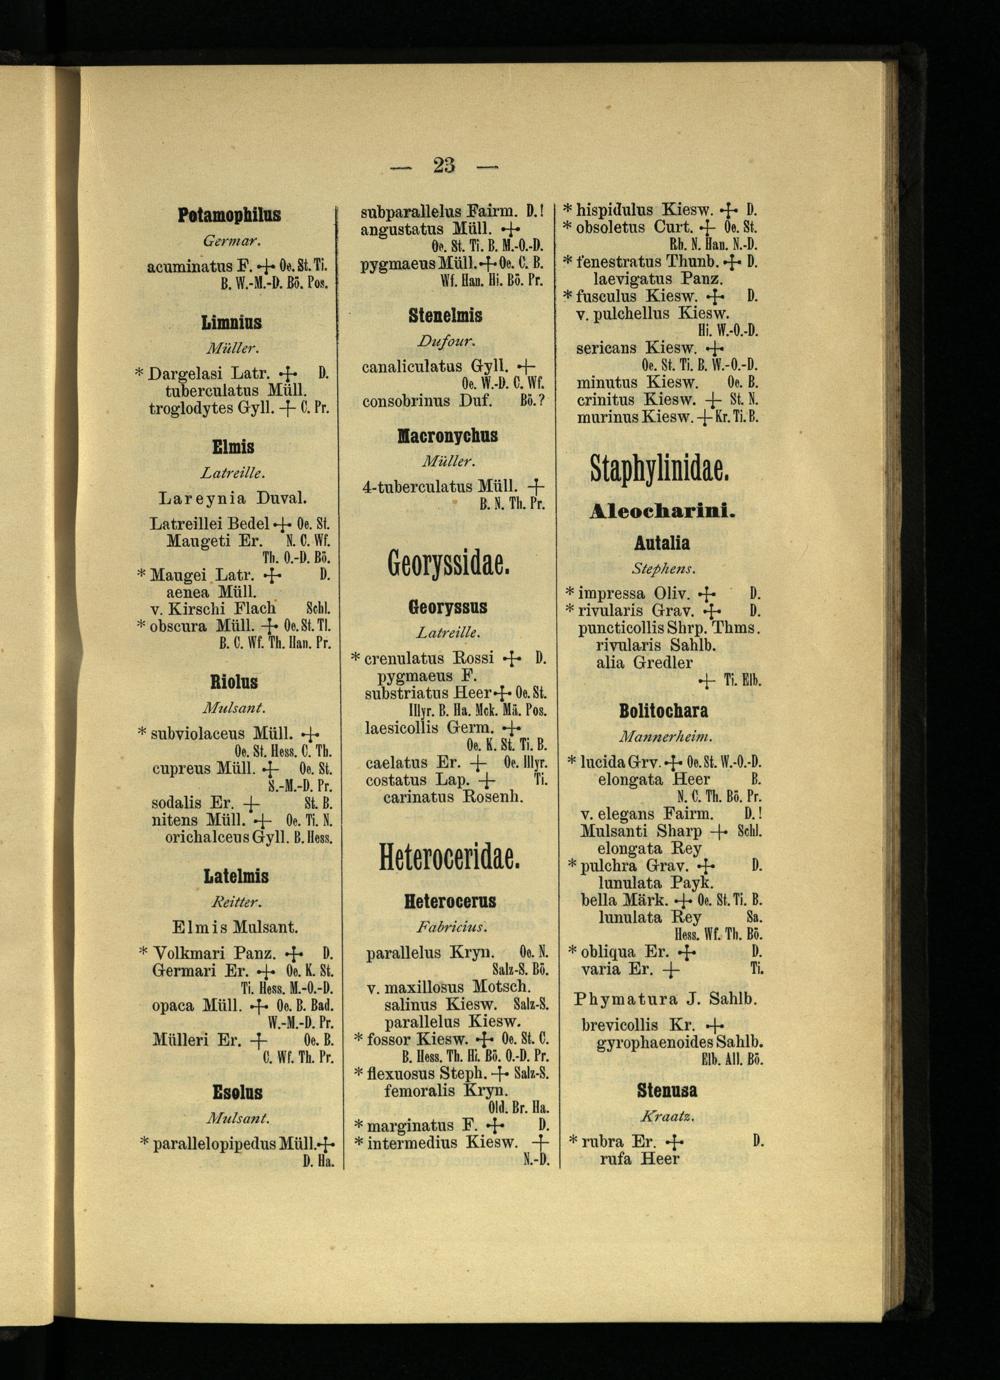 — 23 —
Potamophilus
Germar.
acuminatus F. ⊹ Oe. St. Ti.
B. W.-M.-D. Bö. Pos.
Limnius
Müller.
* Dargelasi Latr. ⊹ D.
tuberculatus Müll.
troglodytes Gyll. ⊹ C. Pr.
Elmis
Latreille.
Lareynia Duval.
Latreillei Bedel ⊹ Oe. St.
Maugeti Er. N. C. Wf.
Th. O.-D. Bö.
* Maugei Latr. ⊹ D.
aenea Müll.
v. Kirschi Flach Schl.
* obscura Müll. ⊹ Oe. St. Tl.
B. C. Wf. Th. Han. Pr.
Riolus
Mulsant.
* subviolaceus Müll. ⊹
Oe. St. Hess. C. Th.
cupreus Müll. ⊹ Oe. St.
S.-M.-D. Pr.
sodalis Er. + St. B.
nitens Müll. ⊹ Oe. Ti. N.
orichalceus Gyll. B. Hess.
Latelmis
Reitter.
Elmis Mulsant.
* Volkmari Panz. ⊹ D.
Germari Er. ⊹ Oe. K. St.
Ti. Hess. M.-O.-D.
opaca Müll. ⊹ Oe. B. Bad.
W.-M.-D. Pr.
Mülleri Er. + Oe. B.
C. Wf. Th. Pr.
Esolus
Mulsant.
* parallelopipedus Müll. ⊹
D. Ha.
subparallelus Fairm. D.!
angustatus Müll. ⊹
Oe. St. Ti. B. M.-O.-D.
pygmaeus Müll. ⊹ Oe. C. B.
Wf. Han. Hi. Bö. Pr.
Stenelmis
Dufour.
canaliculatus Gyll. ⊹
Oe. W.-D. C. Wf.
consobrinus Duf. Bö.?
Macronychus
Müller.
4-tuberculatus Müll. +
B. N. Th. Pr.
Georyssidae.
Georyssus
Latreille.
* crenulatus Rossi ⊹ D.
pygmaeus F.
substriatus Heer ⊹ Oe. St.
Illyr. B. Ha. Mck. Mä. Pos.
laesicollis Germ. ⊹
Oe. K. St. Ti. B.
caelatus Er. + Oe. Illyr.
costatus Lap. + Ti.
carinatus Rosenh.
Heteroceridae.
Heterocerus
Fabricius.
parallelus Kryn. Oe. N.
Salz-S. Bö.
v. maxillosus Motsch.
salinus Kiesw. Salz-S.
parallelus Kiesw.
* fossor Kiesw. ⊹ Oe. St. C.
B. Hess. Th. Hi. Bö. O.-D. Pr.
* flexuosus Steph. ⊹ Salz-S.
femoralis Kryn.
Old. Br. Ha.
* marginatus F. ⊹ D.
* intermedius Kiesw. +
N.-D.
* hispidulus Kiesw. ⊹ D.
* obsoletus Curt. ⊹ Oe. St.
Rh. N. Han. N.-D.
* fenestratus Thunb. ⊹ D.
laevigatus Panz.
* fusculus Kiesw. ⊹ D.
v. pulchellus Kiesw.
Hi. W.-O.-D.
sericans Kiesw. ⊹
Oe. St. Ti. B. W.-O.-D.
minutus Kiesw. Oe. B.
crinitus Kiesw. + St. N.
murinus Kiesw. + Kr. Ti. B.
Staphylinidae.
Aleocharini.
Autalia
Stephens.
* impressa Oliv. ⊹ D.
* rivularis Grav. ⊹ D.
puncticollis Shrp. Thms.
rivularis Sahlb.
alia Gredler
⊹ Ti. Elb.
Bolitochara
Mannerheim.
* lucida Grv. ⊹ Oe. St. W.-O.-D.
elongata Heer B.
N. C. Th. Bö. Pr.
v. elegans Fairm. D.!
Mulsanti Sharp ⊹ Schl.
elongata Rey
* pulchra Grav. ⊹ D.
lunulata Payk.
bella Märk. ⊹ Oe. St. Ti. B.
lunulata Rey Sa.
Hess. Wf. Th. Bö.
* obliqua Er. ⊹ D.
varia Er. + Ti.
Phymatura J. Sahlb.
brevicollis Kr. ⊹
gyrophaenoides Sahlb.
Elb. All. Bö.
Stenusa
Kraatz.
* rubra Er. ⊹ D.
rufa Heer